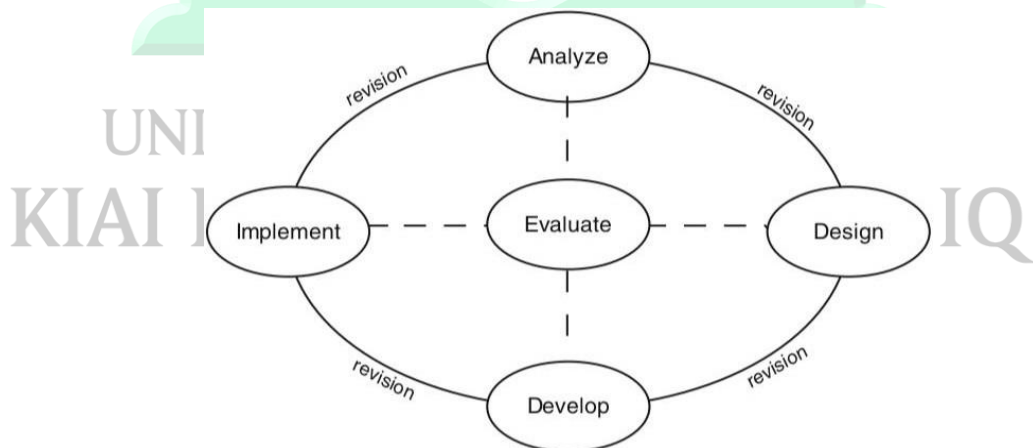 Analyze
revision
revision
UNI
KIAI
IQ
Implement
Evaluate
Design
revision
revision
Develop